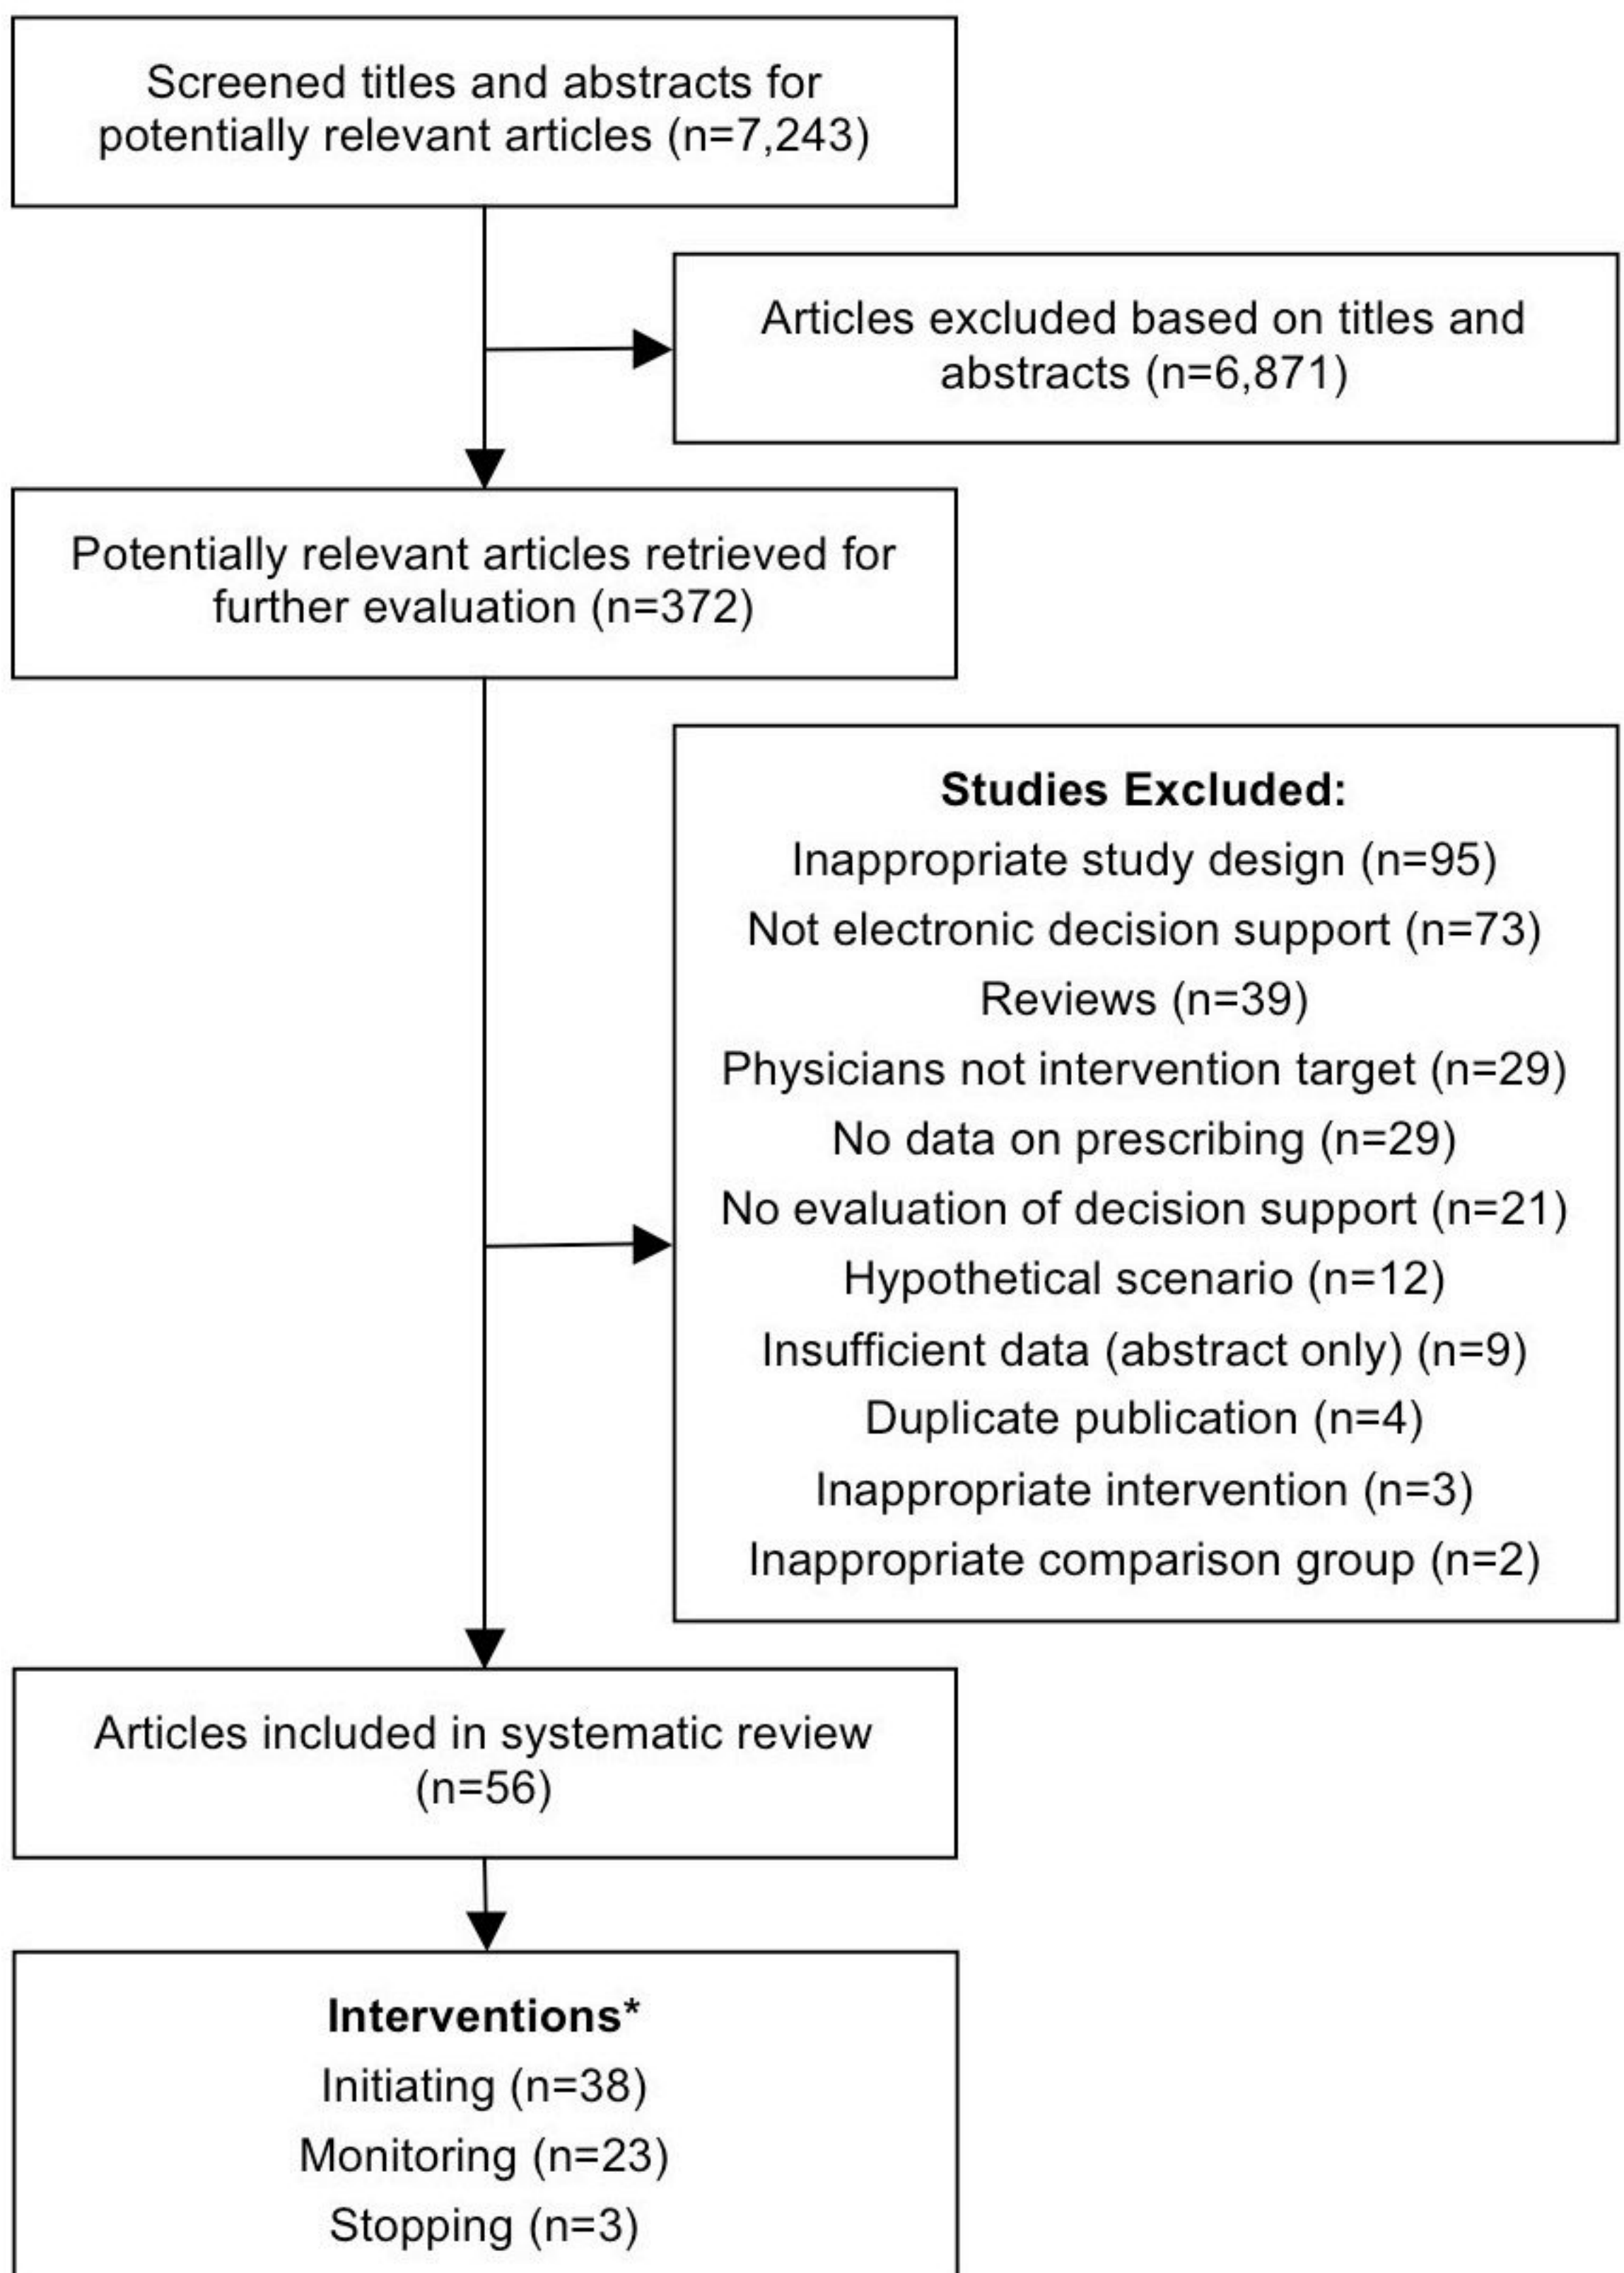 Screened titles and abstracts for
potentially relevant articles (n=7,243)
Articles excluded based on titles and
abstracts (n=6,871)
Potentially relevant articles retrieved for
further evaluation (n=372)
Studies Excluded:
Inappropriate study design (n=95)
Not electronic decision support (n=73)
Reviews (n=39)
Physicians not intervention target (n=29)
No data on prescribing (n=29)
No evaluation of decision support (n=21)
Hypothetical scenario (n=12)
Insufficient data (abstract only) (n=9)
Duplicate publication (n=4)
Inappropriate intervention (n=3)
Inappropriate comparison group (n=2)
Articles included in systematic review
(n=56)
Interventions*
Initiating (n=38)
Monitoring (n=23)
Stopping (n=3)